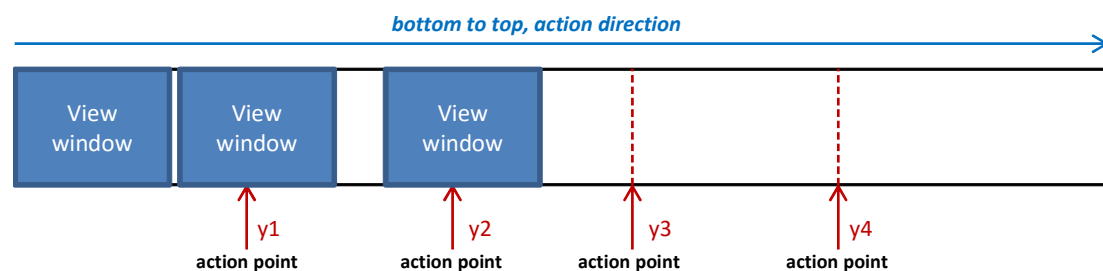 bottom to top, action direction
View
window
View
window
View
window
y1
y2
y3
y4
action point
action point
action point
action point